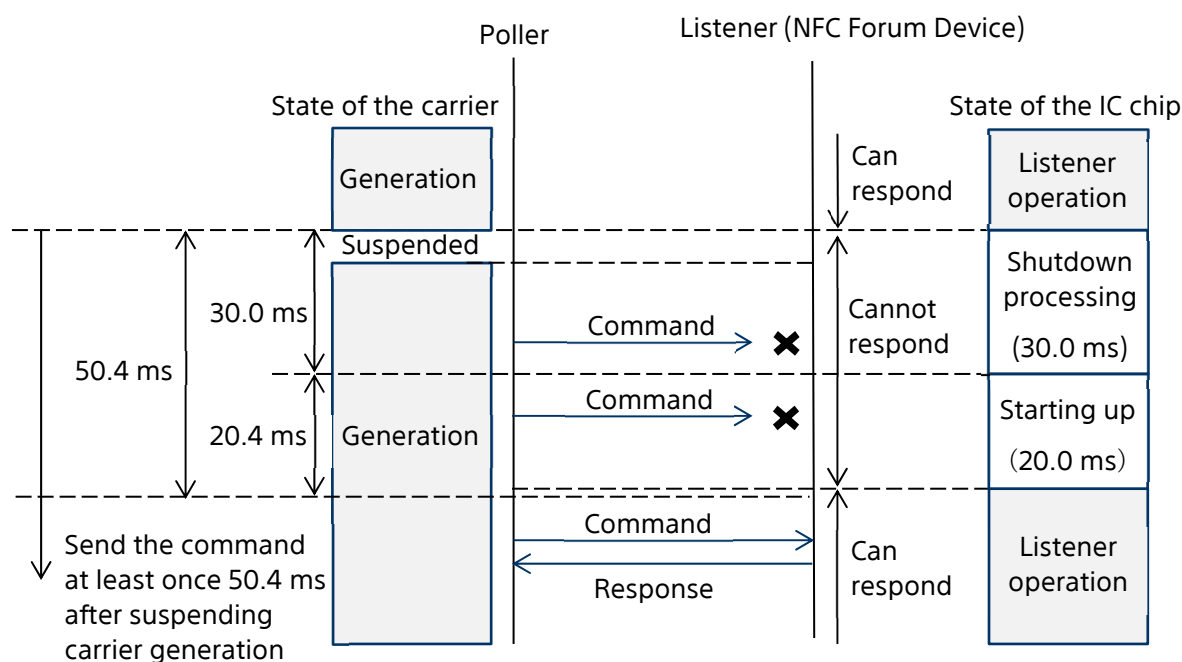 Poller
Listener (NFC Forum Device)
State of the carrier
State of the IC chip
Generation
Can
respond
Listener
operation
Suspended
Shutdown
processing
(30.0 ms)
30.0 ms
Command
Cannot
respond
50.4 ms
Command
Starting up
（20.0 ms）
20.4 ms
Generation
Command
Response
Can
respond
Listener
operation
Send the command
at least once 50.4 ms
after suspending
carrier generation